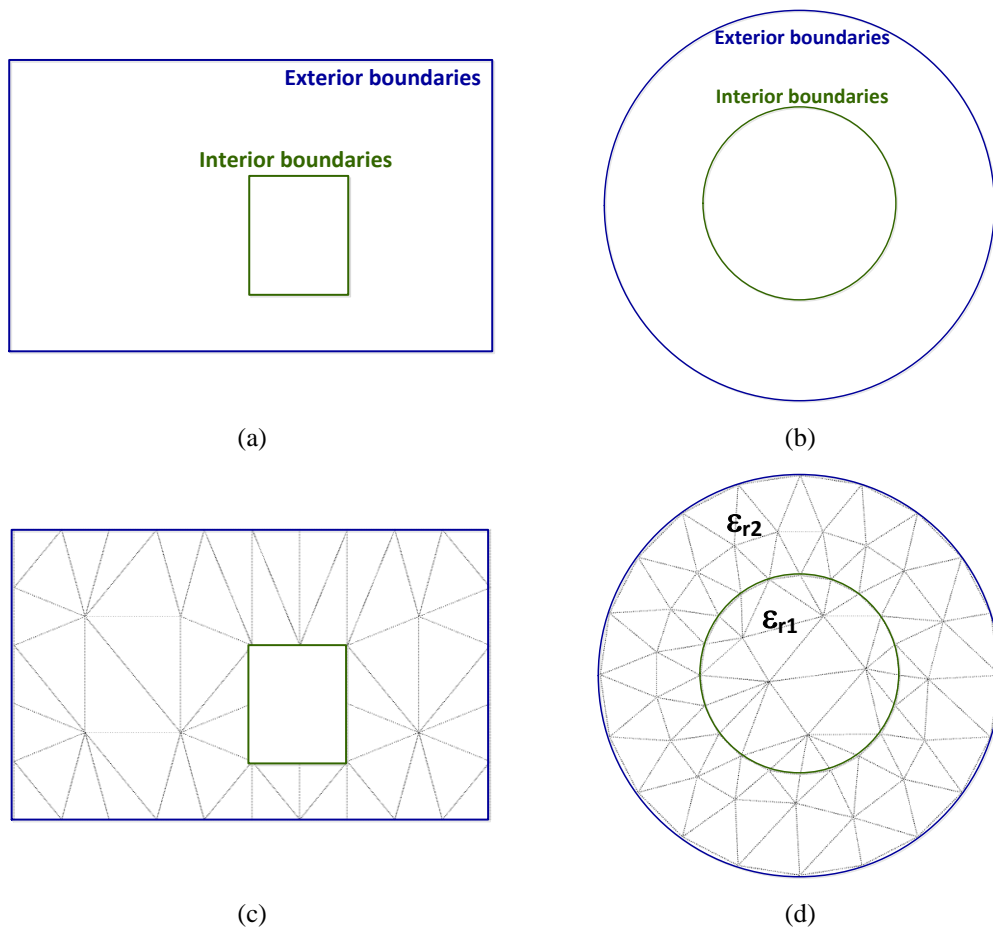 Exterior boundaries
Interior boundaries
(a)
Exterior boundaries
Interior boundaries
(b)
(c)
εr2
εr1
(d)